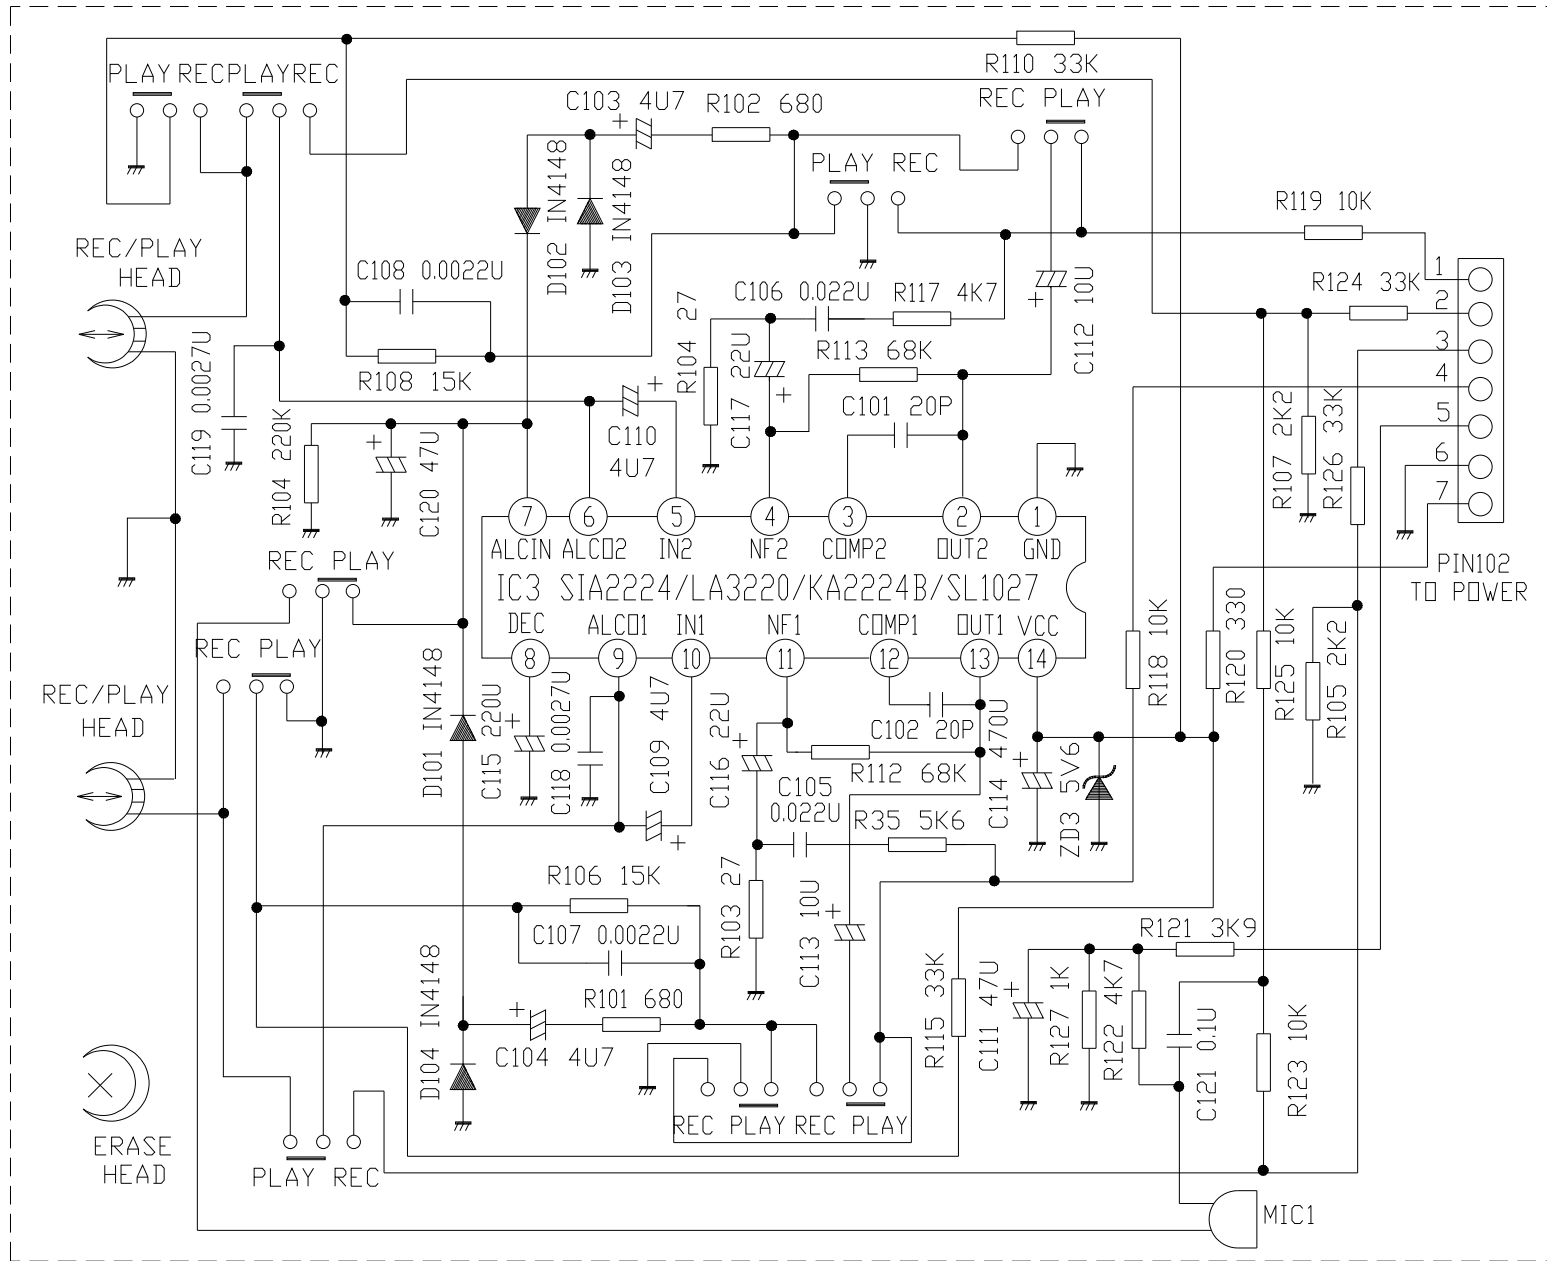 R110 33K
PLAY RECPLAYREC
C103 4U7
R102 680
REC PLAY
D102 IN4148
D103 IN4148
PLAY REC
R119 10K
REC/PLAY
HEAD
C108 0.0022U
R108 15K
C106 0.022U
R117 4K7
C112 10U
R124 33K
1
2
3
4
5
6
7
PIN102
TO POWER
R104 27
C117 22U
R113 68K
C101 20P
C119 0.0027U
R104 220K
C120 47U
C110
4U7
R107 2K2
R126 33K
7
6
5
4
3
2
1
ALCIN
ALCO2
IN2
NF2
COMP2
OUT2
GND
IC3 SIA2224/LA3220/KA2224B/SL1027
DEC
ALCO1
IN1
NF1
COMP1
OUT1
VCC
8
9
10
11
12
13
14
REC PLAY
REC PLAY
REC/PLAY
HEAD
D101 IN4148
C115 220U
C118 0.0027U
C109 4U7
C116 22U
C102 20P
R112 68K
C114 470U
ZD3 5V6
R118 10K
R120 330
R125 10K
R105 2K2
C105
0.022U
R35 5K6
R106 15K
C107 0.0022U
R103 27
C113 10U
R101 680
C104 4U7
D104 IN4148
R115 33K
C111 47U
R127 1K
R122 4K7
R121 3K9
C121 0.1U
R123 10K
REC PLAY REC PLAY
ERASE
HEAD
PLAY REC
MIC1